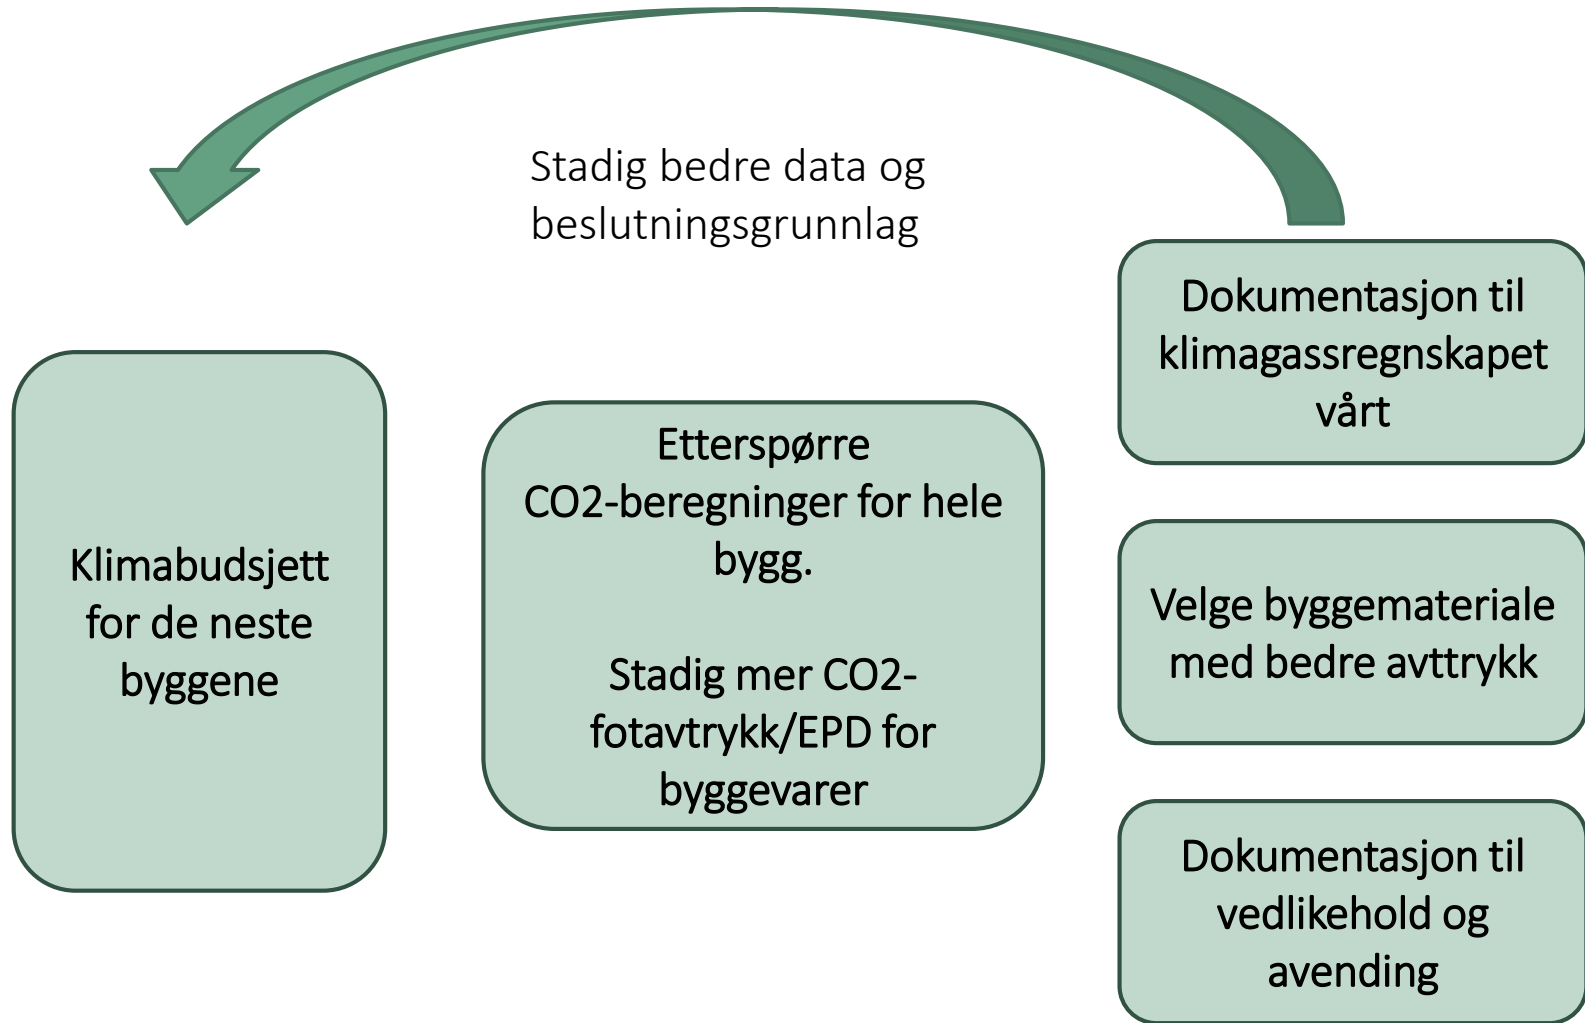 Stadig bedre data og
beslutningsgrunnlag
Klimabudsjett
for de neste
byggene
Etterspørre
CO2-beregninger for hele
bygg.
Stadig mer CO2-
fotavtrykk/EPD for
byggevarer
Dokumentasjon til
klimagassregnskapet
vårt
Velge byggemateriale
med bedre avttrykk
Dokumentasjon til
vedlikehold og
avending